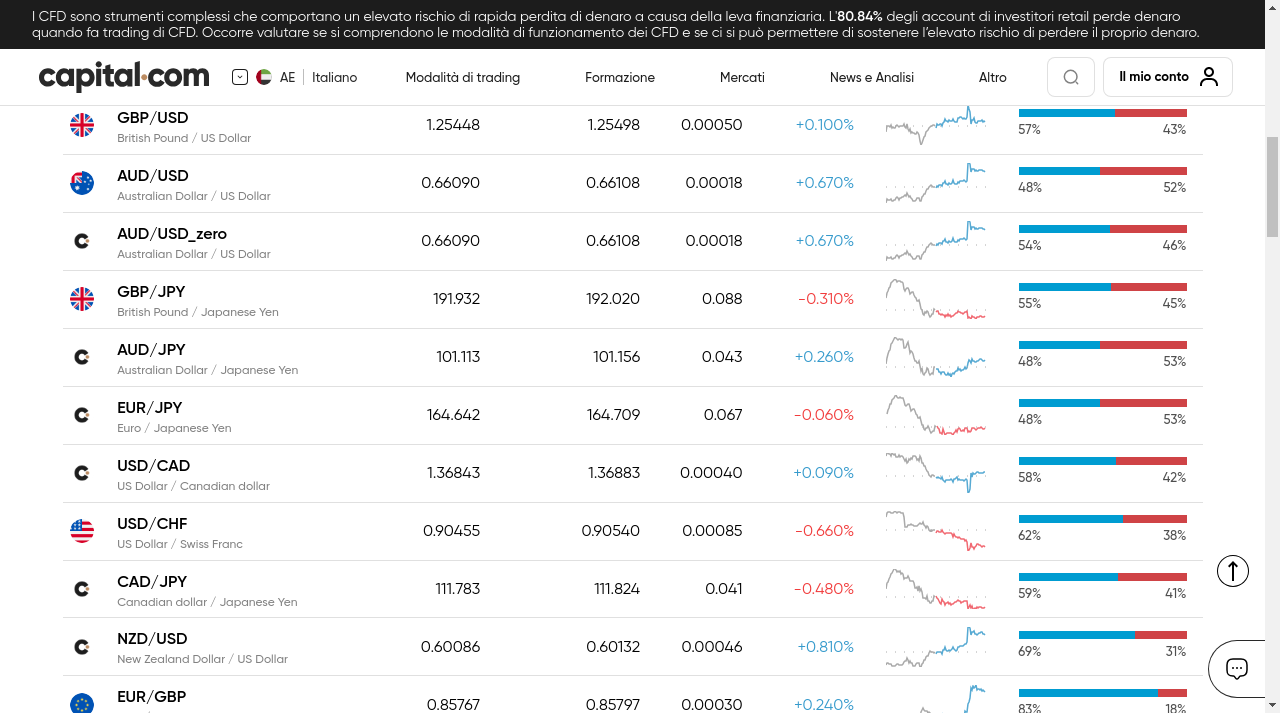 I CFD sono strumenti complessi che comportano un elevato rischio di rapida perdita di denaro a causa della leva finanziaria. L'80.84% degli account di investitori retail perde denaro
quando fa trading di CFD. Occorre valutare se si comprendono le modalità di funzionamento dei CFD e se ci si può permettere di sostenere l'elevato rischio di perdere il proprio denaro.
capital.com AE Italiano Modalità di trading Formazione Mercati News e Analisi Altro Il mio conto
GBP/USD 1.25448 1.25498 0.00050 +0.100%
British Pound / US Dollar 57% 43%
AUD/USD 0.66090 0.66108 0.00018 +0.670%
Australian Dollar / US Dollar 48% 52%
AUD/USD_zero 0.66090 0.66108 0.00018 +0.670%
Australian Dollar / US Dollar 54% 46%
GBP/JPY 191.932 192.020 0.088 -0.310%
British Pound / Japanese Yen 55% 45%
AUD/JPY 101.113 101.156 0.043 +0.260%
Australian Dollar / Japanese Yen 48% 53%
EUR/JPY 164.642 164.709 0.067 -0.060%
Euro / Japanese Yen 48% 53%
USD/CAD 1.36843 1.36883 0.00040 +0.090%
US Dollar / Canadian dollar 58% 42%
USD/CHF 0.90455 0.90540 0.00085 -0.660%
US Dollar / Swiss Franc 62% 38%
CAD/JPY 111.783 111.824 0.041 -0.480%
Canadian dollar / Japanese Yen 59% 41%
NZD/USD 0.60086 0.60132 0.00046 +0.810%
New Zealand Dollar / US Dollar 69% 31%
EUR/GBP 0.85767 0.85797 0.00030 +0.240%
83% 18%